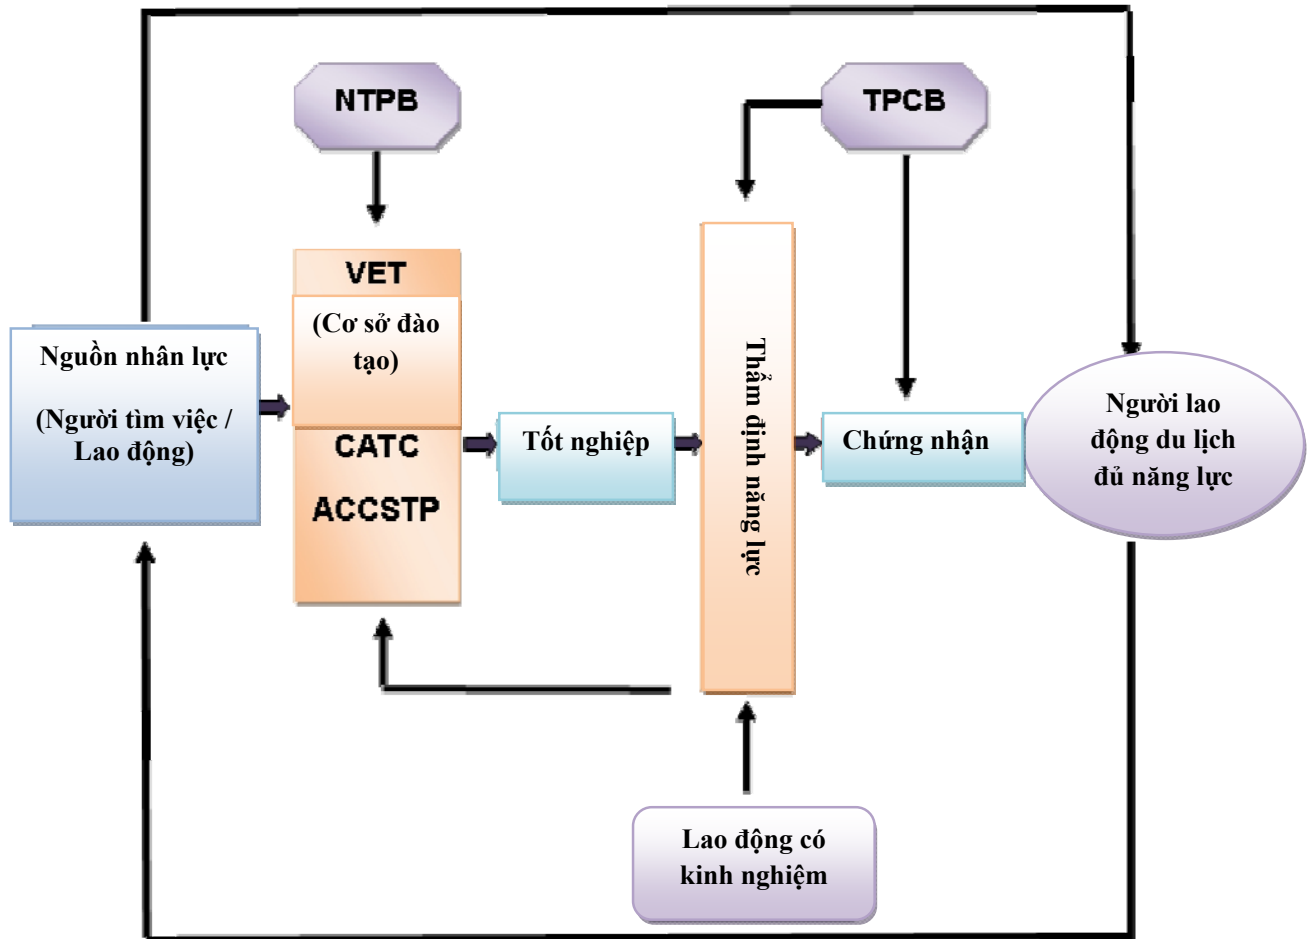 NTPB
TPCB
VET
(Cơ sở đào
tạo)
CATC
ACCSTP
Nguồn nhân lực
(Người tìm việc /
Lao động)
Tốt nghiệp
Thẩm định năng lực
Chứng nhận
Người lao
động du lịch
đủ năng lực
Lao động có
kinh nghiệm